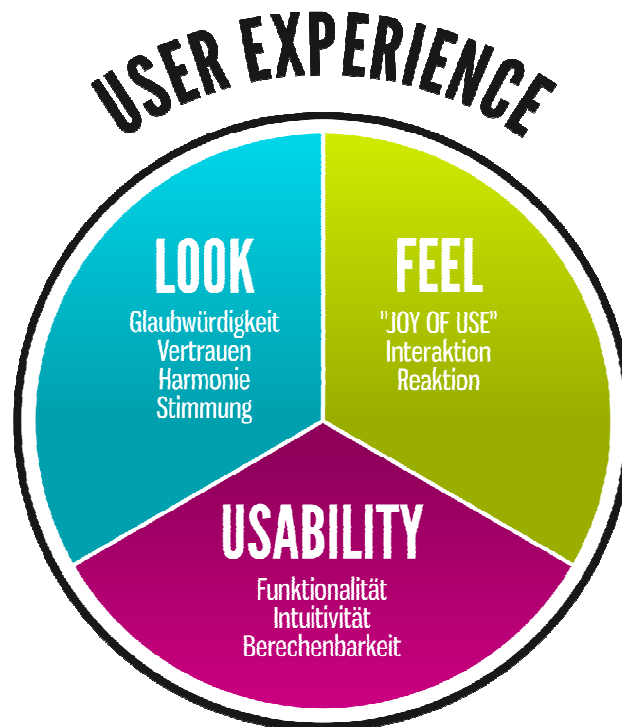 USER EXPERIENCE
LOOK
Glaubwürdigkeit
Vertrauen
Harmonie
Stimmung
FEEL
"JOY OF USE"
Interaktion
Reaktion
USABILITY
Funktionalität
Intuitivität
Berechenbarkeit